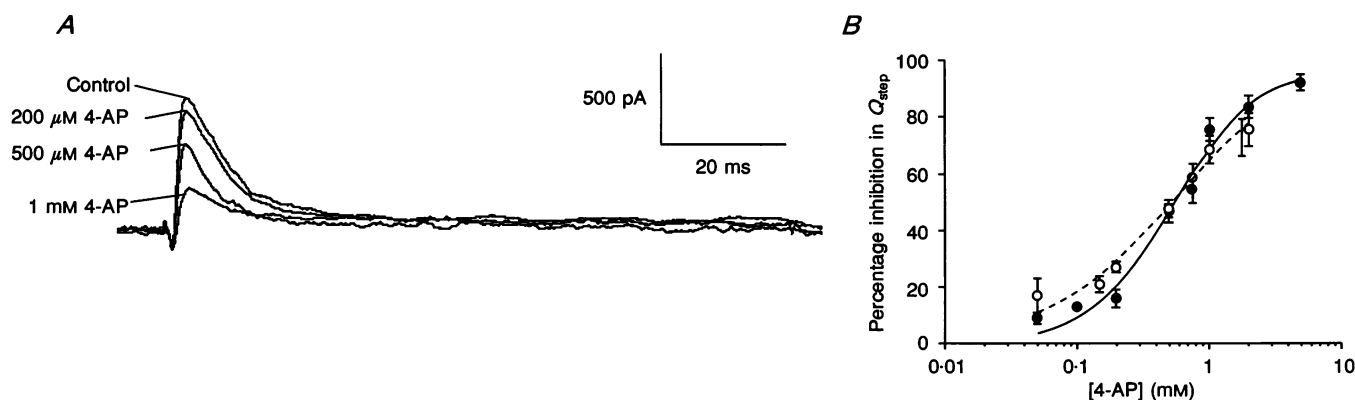 A
Control
200 μM 4-AP
500 μM 4-AP
1 mM 4-AP
500 pA
20 ms
B
Percentage inhibition in Qstep
100
80
60
40
20
0
0·01
0·1
1
10
[4-AP] (mM)